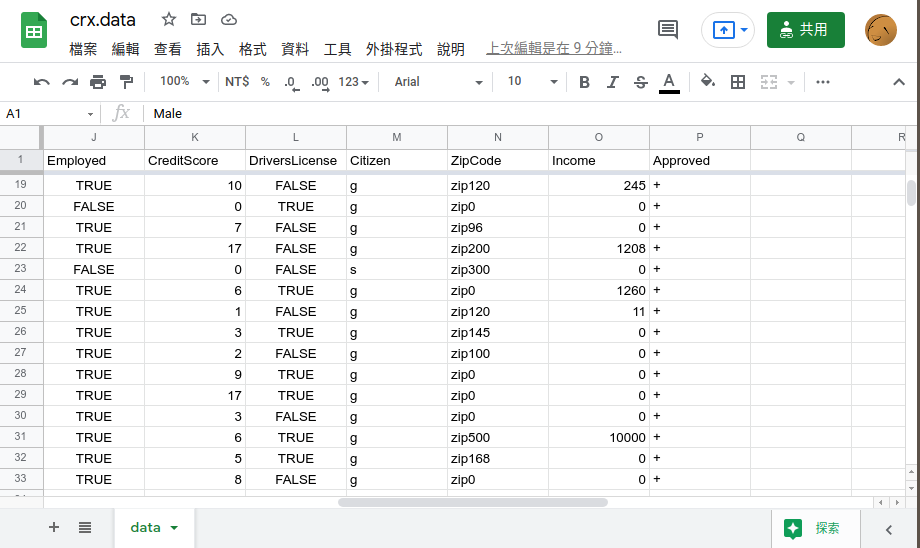 crx.data
檔案 編輯 查看 插入 格式 資料 工具 外掛程式 說明 上次編輯是在 9 分鐘…
共用
100% NT$ % .0 .00 123 Arial 10 B I S A
A1 fx Male
J K L M N O P Q R
1 Employed CreditScore DriversLicense Citizen ZipCode Income Approved
19 TRUE 10 FALSE g zip120 245 +
20 FALSE 0 TRUE g zip0 0 +
21 TRUE 7 FALSE g zip96 0 +
22 TRUE 17 FALSE g zip200 1208 +
23 FALSE 0 FALSE s zip300 0 +
24 TRUE 6 TRUE g zip0 1260 +
25 TRUE 1 FALSE g zip120 11 +
26 TRUE 3 TRUE g zip145 0 +
27 TRUE 2 FALSE g zip100 0 +
28 TRUE 9 TRUE g zip0 0 +
29 TRUE 17 TRUE g zip0 0 +
30 TRUE 3 FALSE g zip0 0 +
31 TRUE 6 TRUE g zip500 10000 +
32 TRUE 5 TRUE g zip168 0 +
33 TRUE 8 FALSE g zip0 0 +
data
探索